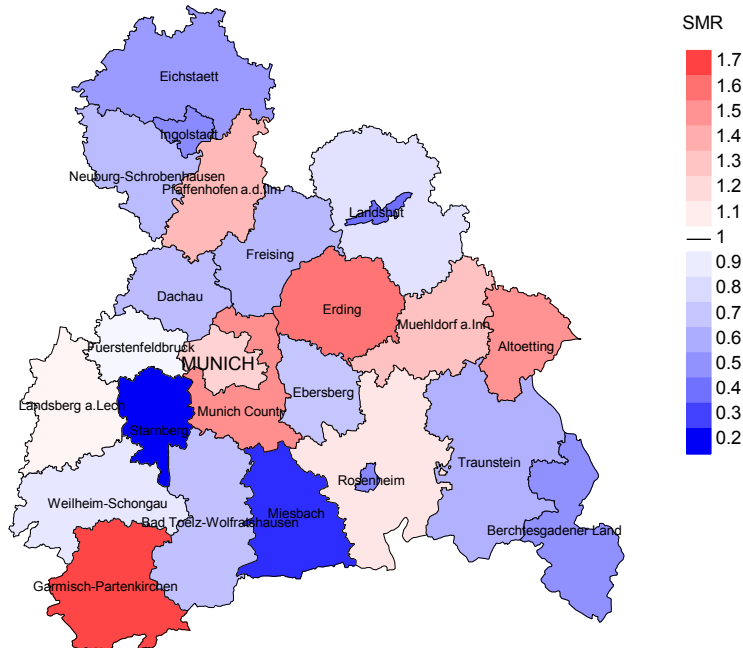 SMR
1.7
1.6
1.5
1.4
1.3
1.2
1.1
1
0.9
0.8
0.7
0.6
0.5
0.4
0.3
0.2
Eichstaett
Ingolstadt
Neuburg-Schrobenhausen
Pfaffenhofen a.d.Ilm
Landshut
Freising
Dachau
Erding
Muehldorf a.Inn
Altoetting
Fuerstenfeldbruck
MUNICH
Ebersberg
Landsberg a.Lech
Munich County
Starnberg
Traunstein
Rosenheim
Weilheim-Schongau
Miesbach
Bad Toelz-Wolfratshausen
Berchtesgadener Land
Garmisch-Partenkirchen